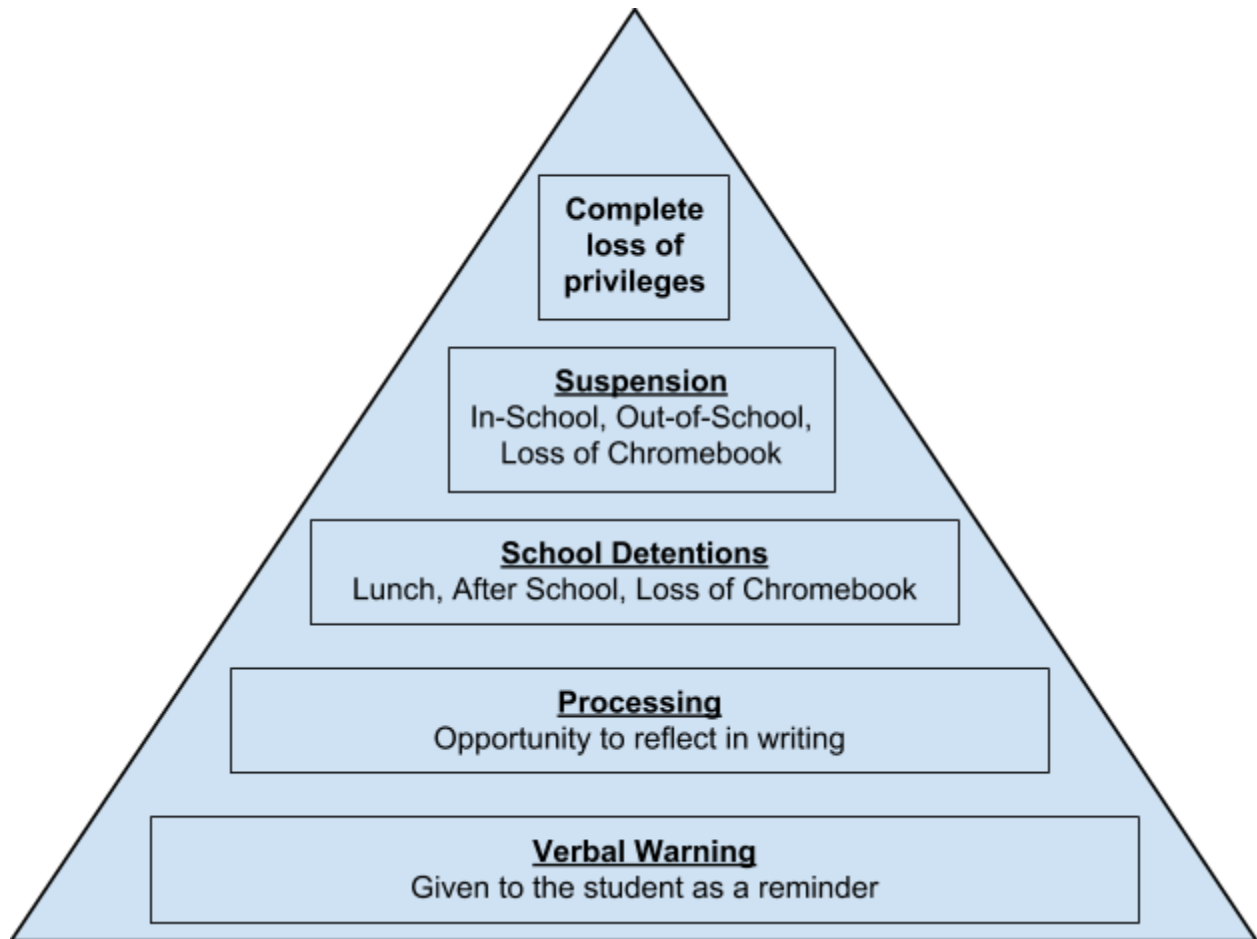 Complete
loss of
privileges
Suspension
In-School, Out-of-School,
Loss of Chromebook
School Detentions
Lunch, After School, Loss of Chromebook
Processing
Opportunity to reflect in writing
Verbal Warning
Given to the student as a reminder